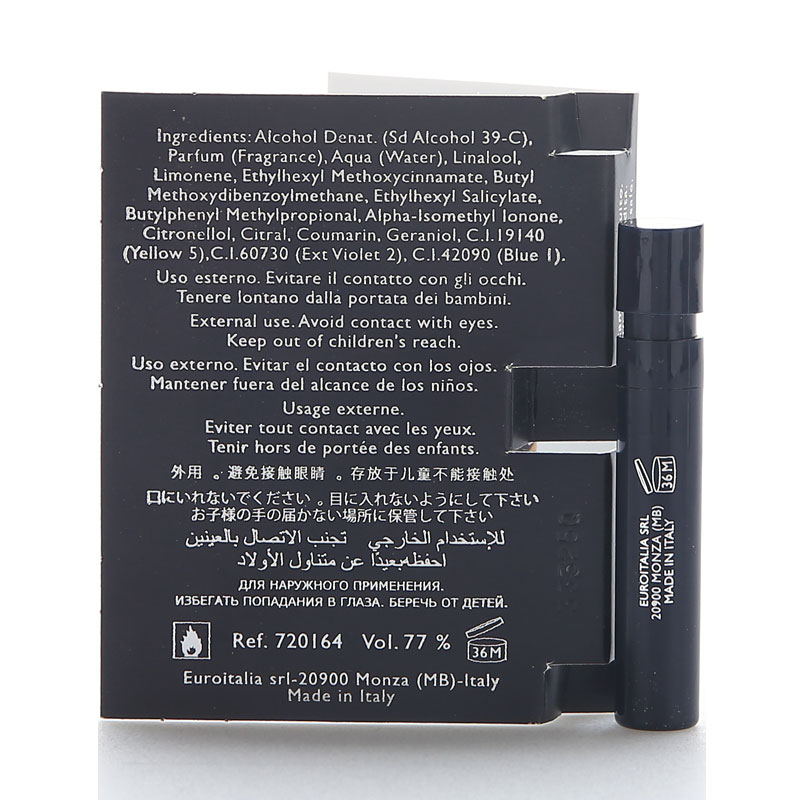 Ingredients: Alcohol Denat. (Sd Alcohol 39-C),
Parfum (Fragrance), Aqua (Water), Linalool,
Limonene, Ethylhexyl Methoxycinnamate, Butyl
Methoxydibenzoylmethane, Ethylhexyl Salicylate,
Butylphenyl Methylpropional, Alpha-Isomethyl Ionone,
Citronellol, Citral, Coumarin, Geraniol, C.I.19140
(Yellow 5),C.I.60730 (Ext Violet 2), C.I.42090 (Blue 1).
Uso esterno. Evitare il contatto con gli occhi.
Tenere lontano dalla portata dei bambini.
External use. Avoid contact with eyes.
Keep out of children's reach.
Uso externo. Evitar el contacto con los ojos.
Mantener fuera del alcance de los niños.
Usage externe.
Eviter tout contact avec les yeux.
Tenir hors de portée des enfants.
外用 。避免接触眼睛 。存放于儿童不能接触处
口にいれないでください 。目に入れないようにして下さい
お子様の手の届かない場所に保管して下さい
للإستخدام الخارجي تجنب الاتصال بالعينين
احفظه بعيدًا عن متناول الأولاد
ДЛЯ НАРУЖНОГО ПРИМЕНЕНИЯ.
ИЗБЕГАТЬ ПОПАДАНИЯ В ГЛАЗА. БЕРЕЧЬ ОТ ДЕТЕЙ.
Ref. 720164 Vol. 77 % 36M
Euroitalia srl-20900 Monza (MB)-Italy
Made in Italy
36M
EUROITALIA SRL
20900 MONZA (MB)
MADE IN ITALY